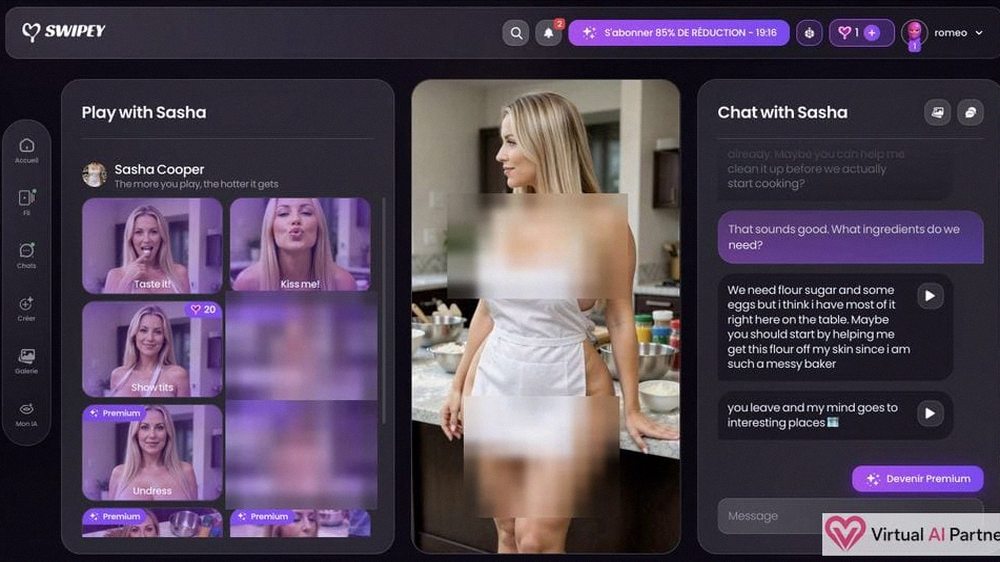 SWIPEY
2
S'abonner 85% DE RÉDUCTION - 19:16
1
romeo
1
Accueil
Fil
Chats
Créer
Galerie
Mon IA
Play with Sasha
Sasha Cooper
The more you play, the hotter it gets
Taste it!
Kiss me!
20
Show tits
Premium
Undress
Premium
Premium
Chat with Sasha
already. Maybe you can help me
clean it up before we actually
start cooking?
That sounds good. What ingredients do we
need?
We need flour sugar and some
eggs but i think i have most of it
right here on the table. Maybe
you should start by helping me
get this flour off my skin since i am
such a messy baker
you leave and my mind goes to
interesting places
Devenir Premium
Message
Virtual AI Partne